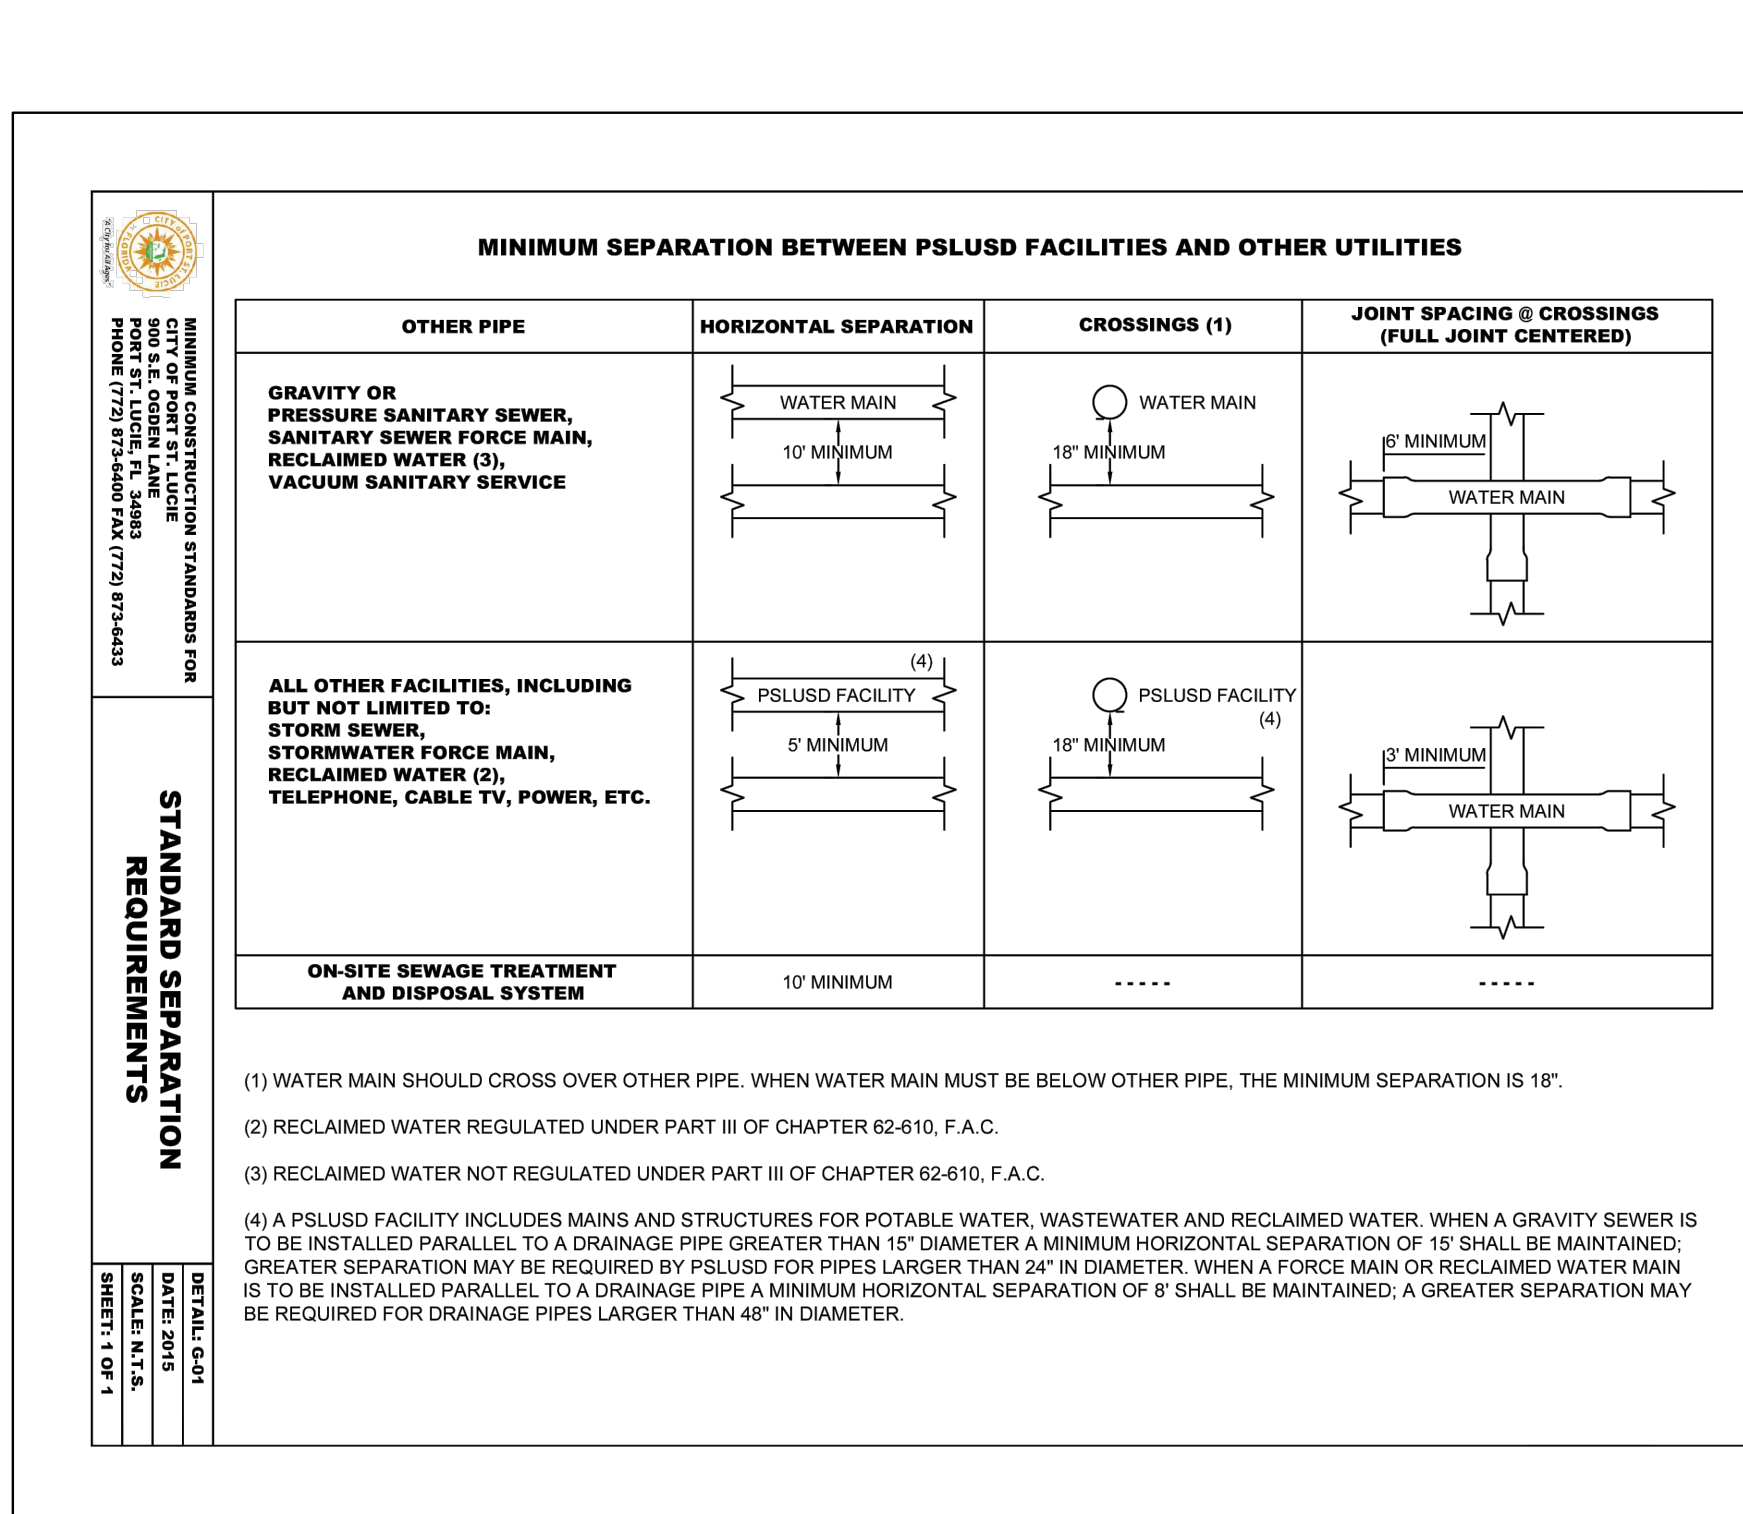 MINIMUM SEPARATION BETWEEN PSLUSD FACILITIES AND OTHER UTILITIES
OTHER PIPE
HORIZONTAL SEPARATION
CROSSINGS (1)
JOINT SPACING @ CROSSINGS
(FULL JOINT CENTERED)
GRAVITY OR
PRESSURE SANITARY SEWER,
SANITARY SEWER FORCE MAIN,
RECLAIMED WATER (3),
VACUUM SANITARY SERVICE
WATER MAIN
10' MINIMUM
WATER MAIN
18" MINIMUM
6' MINIMUM
WATER MAIN
ALL OTHER FACILITIES, INCLUDING
BUT NOT LIMITED TO:
STORM SEWER,
STORMWATER FORCE MAIN,
RECLAIMED WATER (2),
TELEPHONE, CABLE TV, POWER, ETC.
(4)
PSLUSD FACILITY
5' MINIMUM
PSLUSD FACILITY
(4)
18" MINIMUM
3' MINIMUM
WATER MAIN
ON-SITE SEWAGE TREATMENT
AND DISPOSAL SYSTEM
10' MINIMUM
- - - - -
- - - - -
(1) WATER MAIN SHOULD CROSS OVER OTHER PIPE. WHEN WATER MAIN MUST BE BELOW OTHER PIPE, THE MINIMUM SEPARATION IS 18".
(2) RECLAIMED WATER REGULATED UNDER PART III OF CHAPTER 62-610, F.A.C.
(3) RECLAIMED WATER NOT REGULATED UNDER PART III OF CHAPTER 62-610, F.A.C.
(4) A PSLUSD FACILITY INCLUDES MAINS AND STRUCTURES FOR POTABLE WATER, WASTEWATER AND RECLAIMED WATER. WHEN A GRAVITY SEWER IS
TO BE INSTALLED PARALLEL TO A DRAINAGE PIPE GREATER THAN 15" DIAMETER A MINIMUM HORIZONTAL SEPARATION OF 15' SHALL BE MAINTAINED;
GREATER SEPARATION MAY BE REQUIRED BY PSLUSD FOR PIPES LARGER THAN 24" IN DIAMETER. WHEN A FORCE MAIN OR RECLAIMED WATER MAIN
IS TO BE INSTALLED PARALLEL TO A DRAINAGE PIPE A MINIMUM HORIZONTAL SEPARATION OF 8' SHALL BE MAINTAINED; A GREATER SEPARATION MAY
BE REQUIRED FOR DRAINAGE PIPES LARGER THAN 48" IN DIAMETER.
CITY of PORT ST. LUCIE
FLORIDA
"A City for All Ages"
MINIMUM CONSTRUCTION STANDARDS FOR
CITY OF PORT ST. LUCIE
900 S.E. OGDEN LANE
PORT ST. LUCIE, FL 34983
PHONE (772) 873-6400 FAX (772) 873-6433
STANDARD SEPARATION
REQUIREMENTS
DETAIL: G-01
DATE: 2015
SCALE: N.T.S.
SHEET: 1 OF 1